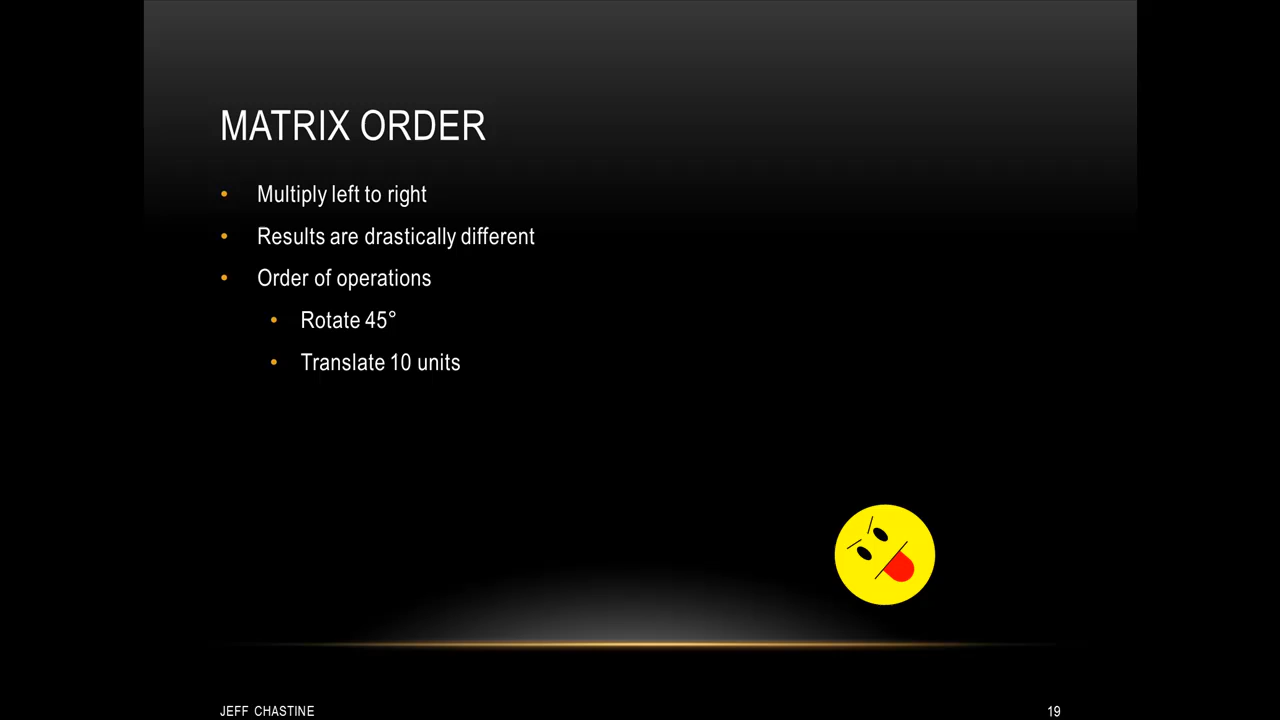 MATRIX ORDER
• Multiply left to right
• Results are drastically different
• Order of operations
• Rotate 45°
• Translate 10 units
JEFF CHASTINE
19